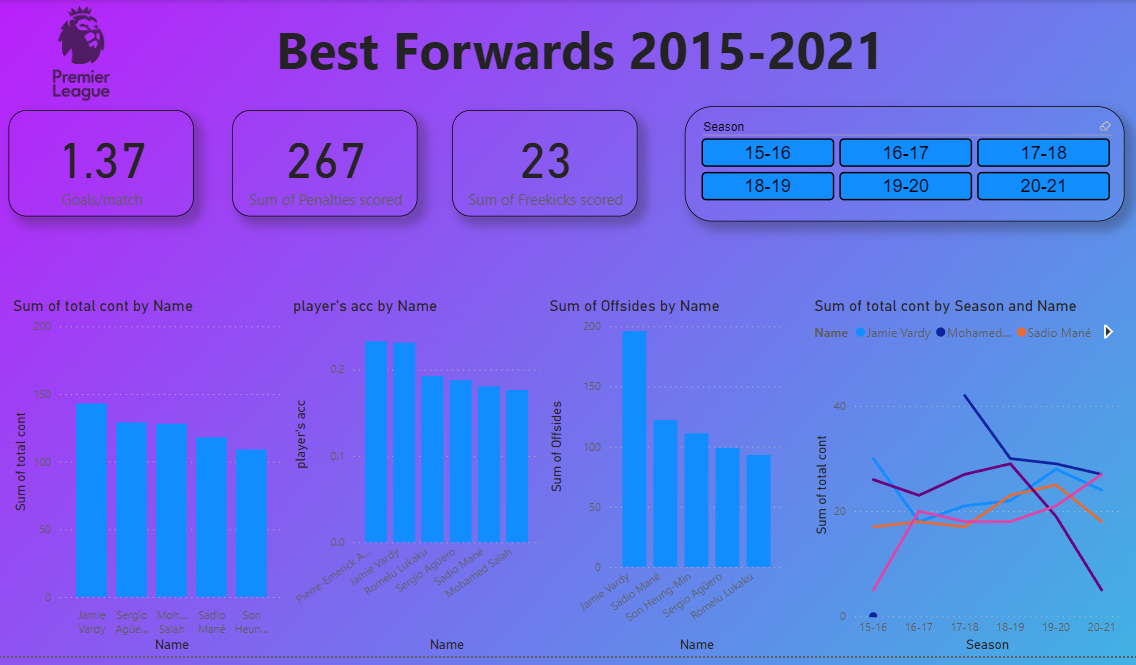 Premier
League
Best Forwards 2015-2021
1.37
Goals/match
267
Sum of Penalties scored
23
Sum of Freekicks scored
Season
15-16
16-17
17-18
18-19
19-20
20-21
Sum of total cont by Name
Sum of total cont
200
150
100
50
0
Jamie
Vardy
Sergio
Agüe...
Moh...
Salah
Sadio
Mané
Son
Heun...
Name
player's acc by Name
player's acc
0.2
0.1
0.0
Pierre-Emerick A...
Jamie Vardy
Romelu Lukaku
Sergio Agüero
Sadio Mané
Mohamed Salah
Name
Sum of Offsides by Name
Sum of Offsides
200
150
100
50
0
Jamie Vardy
Sadio Mané
Son Heung-Min
Sergio Agüero
Romelu Lukaku
Name
Sum of total cont by Season and Name
Name Jamie Vardy Mohamed... Sadio Mané
Sum of total cont
40
20
0
15-16
16-17
17-18
18-19
19-20
20-21
Season